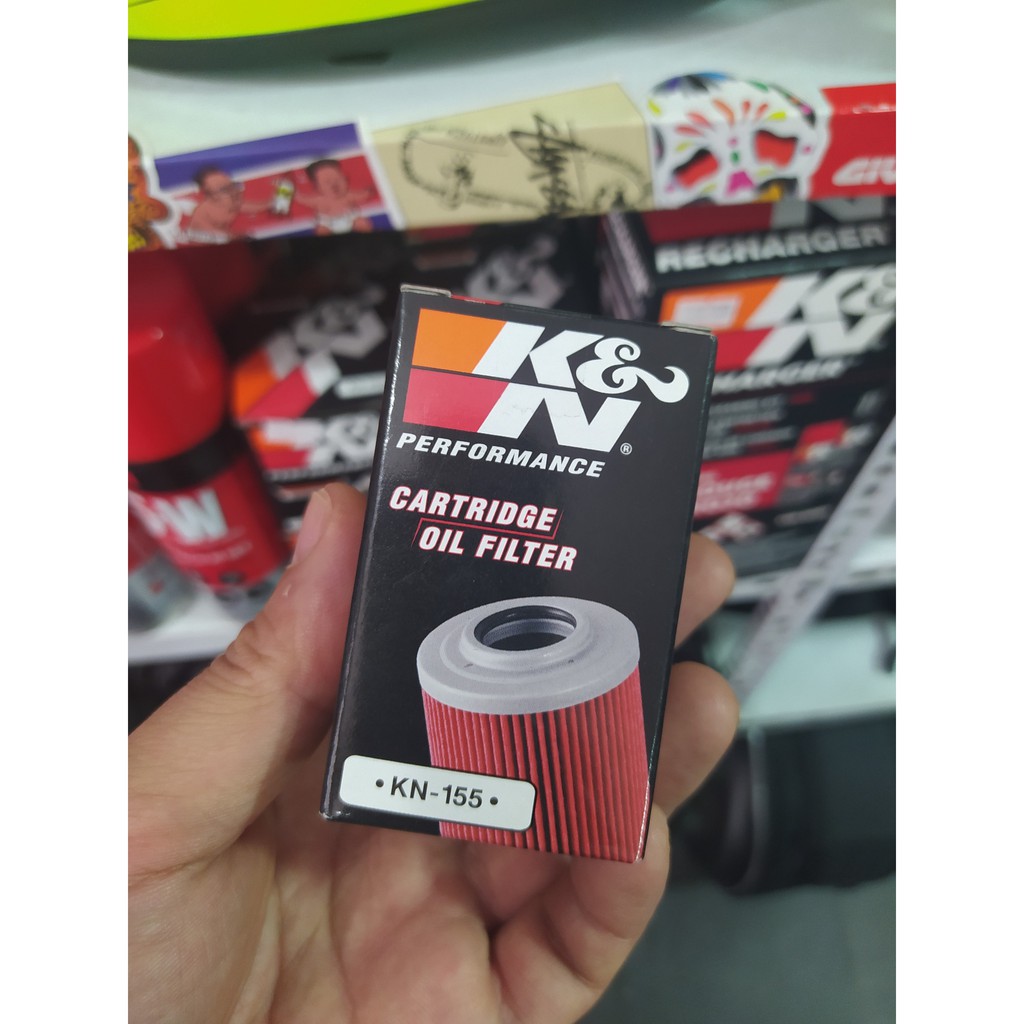 RECHARGER
K&N
K&N
K&N
PERFORMANCE
®
CARTRIDGE
OIL FILTER
• KN-155 •